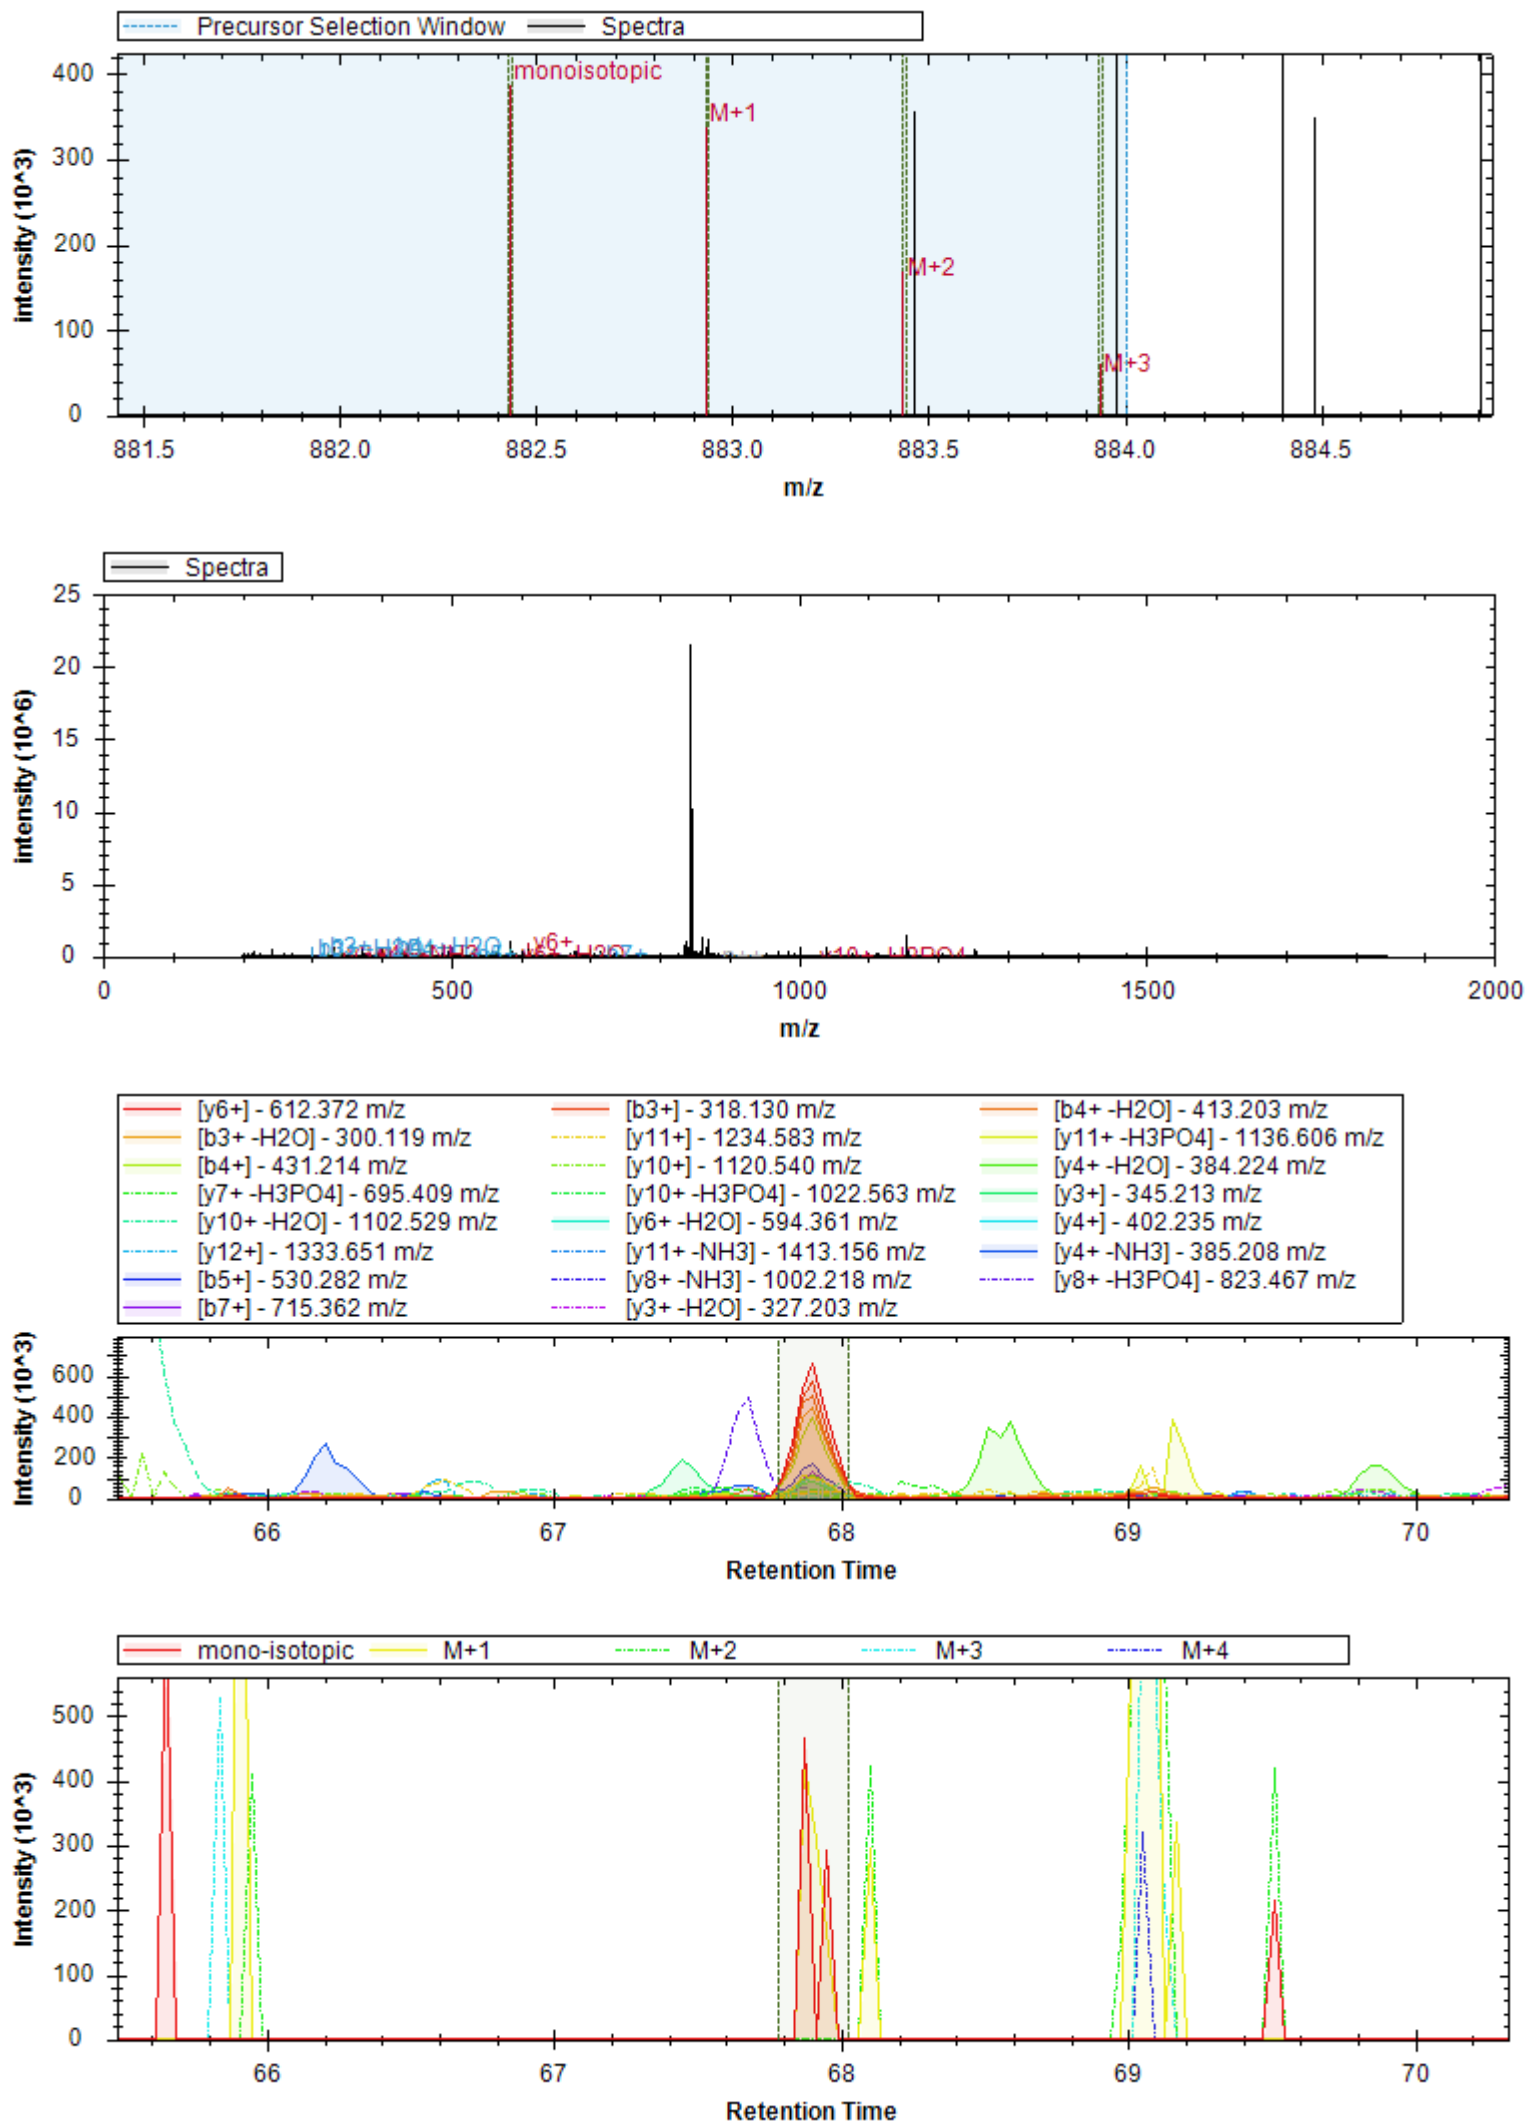 Precursor Selection Window Spectra
monoisotopic
M+1
M+2
M+3
400
300
200
100
0
intensity (10^3)
881.5 882.0 882.5 883.0 883.5 884.0 884.5
m/z
Spectra
25
20
15
10
5
0
intensity (10^6)
y6+
0 500 1000 1500 2000
m/z
[y6+] - 612.372 m/z [b3+] - 318.130 m/z [b4+ -H2O] - 413.203 m/z
[b3+ -H2O] - 300.119 m/z [y11+] - 1234.583 m/z [y11+ -H3PO4] - 1136.606 m/z
[b4+] - 431.214 m/z [y10+] - 1120.540 m/z [y4+ -H2O] - 384.224 m/z
[y7+ -H3PO4] - 695.409 m/z [y10+ -H3PO4] - 1022.563 m/z [y3+] - 345.213 m/z
[y10+ -H2O] - 1102.529 m/z [y6+ -H2O] - 594.361 m/z [y4+] - 402.235 m/z
[y12+] - 1333.651 m/z [y11+ -NH3] - 1413.156 m/z [y4+ -NH3] - 385.208 m/z
[b5+] - 530.282 m/z [y8+ -NH3] - 1002.218 m/z [y8+ -H3PO4] - 823.467 m/z
[b7+] - 715.362 m/z [y3+ -H2O] - 327.203 m/z
600
400
200
0
Intensity (10^3)
66 67 68 69 70
Retention Time
mono-isotopic M+1 M+2 M+3 M+4
500
400
300
200
100
0
Intensity (10^3)
66 67 68 69 70
Retention Time